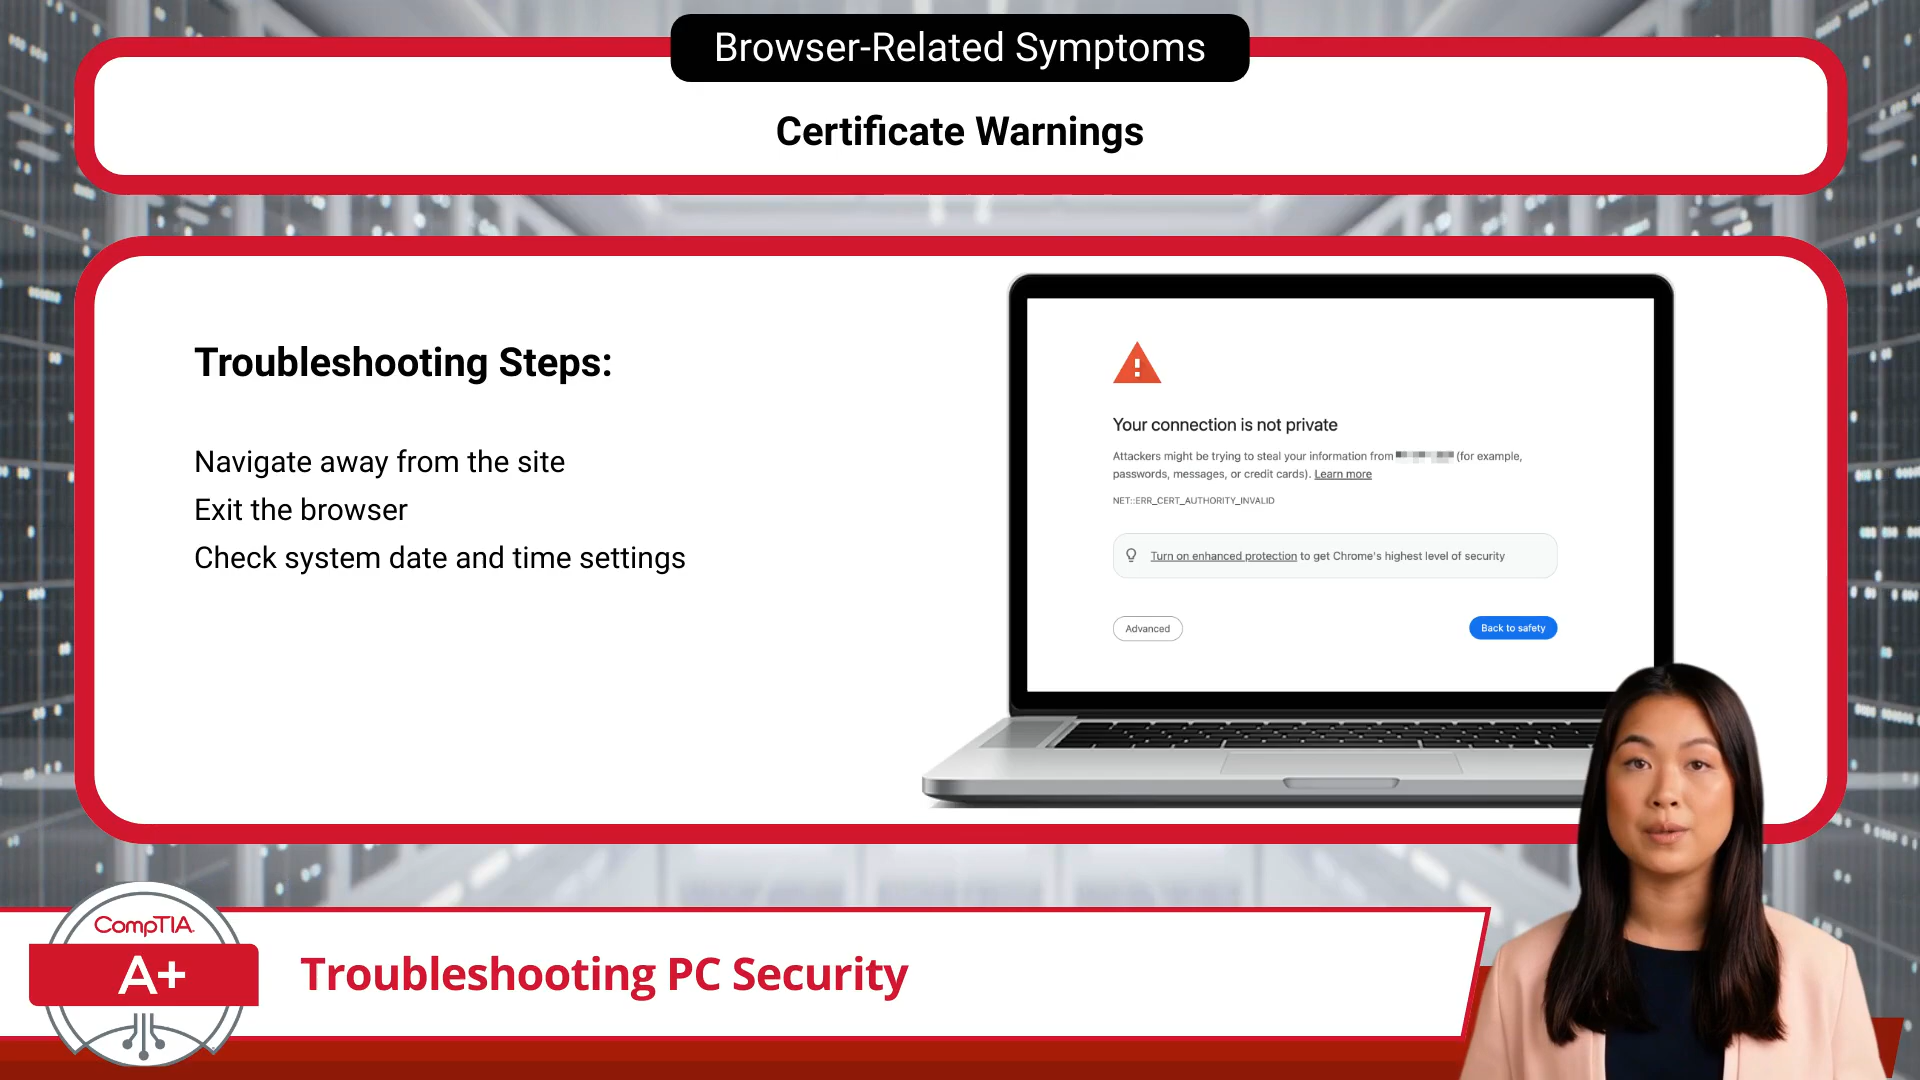 Browser-Related Symptoms
Certificate Warnings
Troubleshooting Steps:
Navigate away from the site
Exit the browser
Check system date and time settings
Your connection is not private
Attackers might be trying to steal your information from (for example,
passwords, messages, or credit cards). Learn more
NET::ERR_CERT_AUTHORITY_INVALID
Turn on enhanced protection to get Chrome's highest level of security
Advanced
Back to safety
CompTIA.
A+
Troubleshooting PC Security